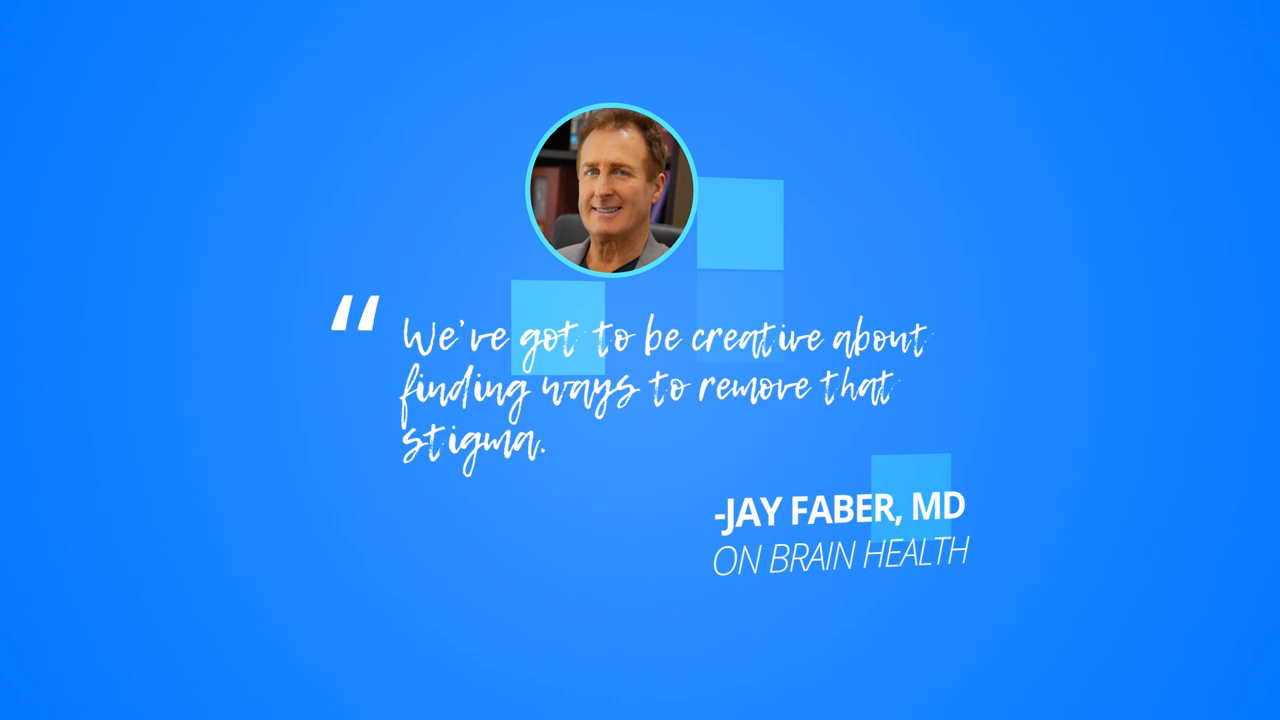 “ We've got to be creative about
finding ways to remove that
stigma.
-JAY FABER, MD
ON BRAIN HEALTH